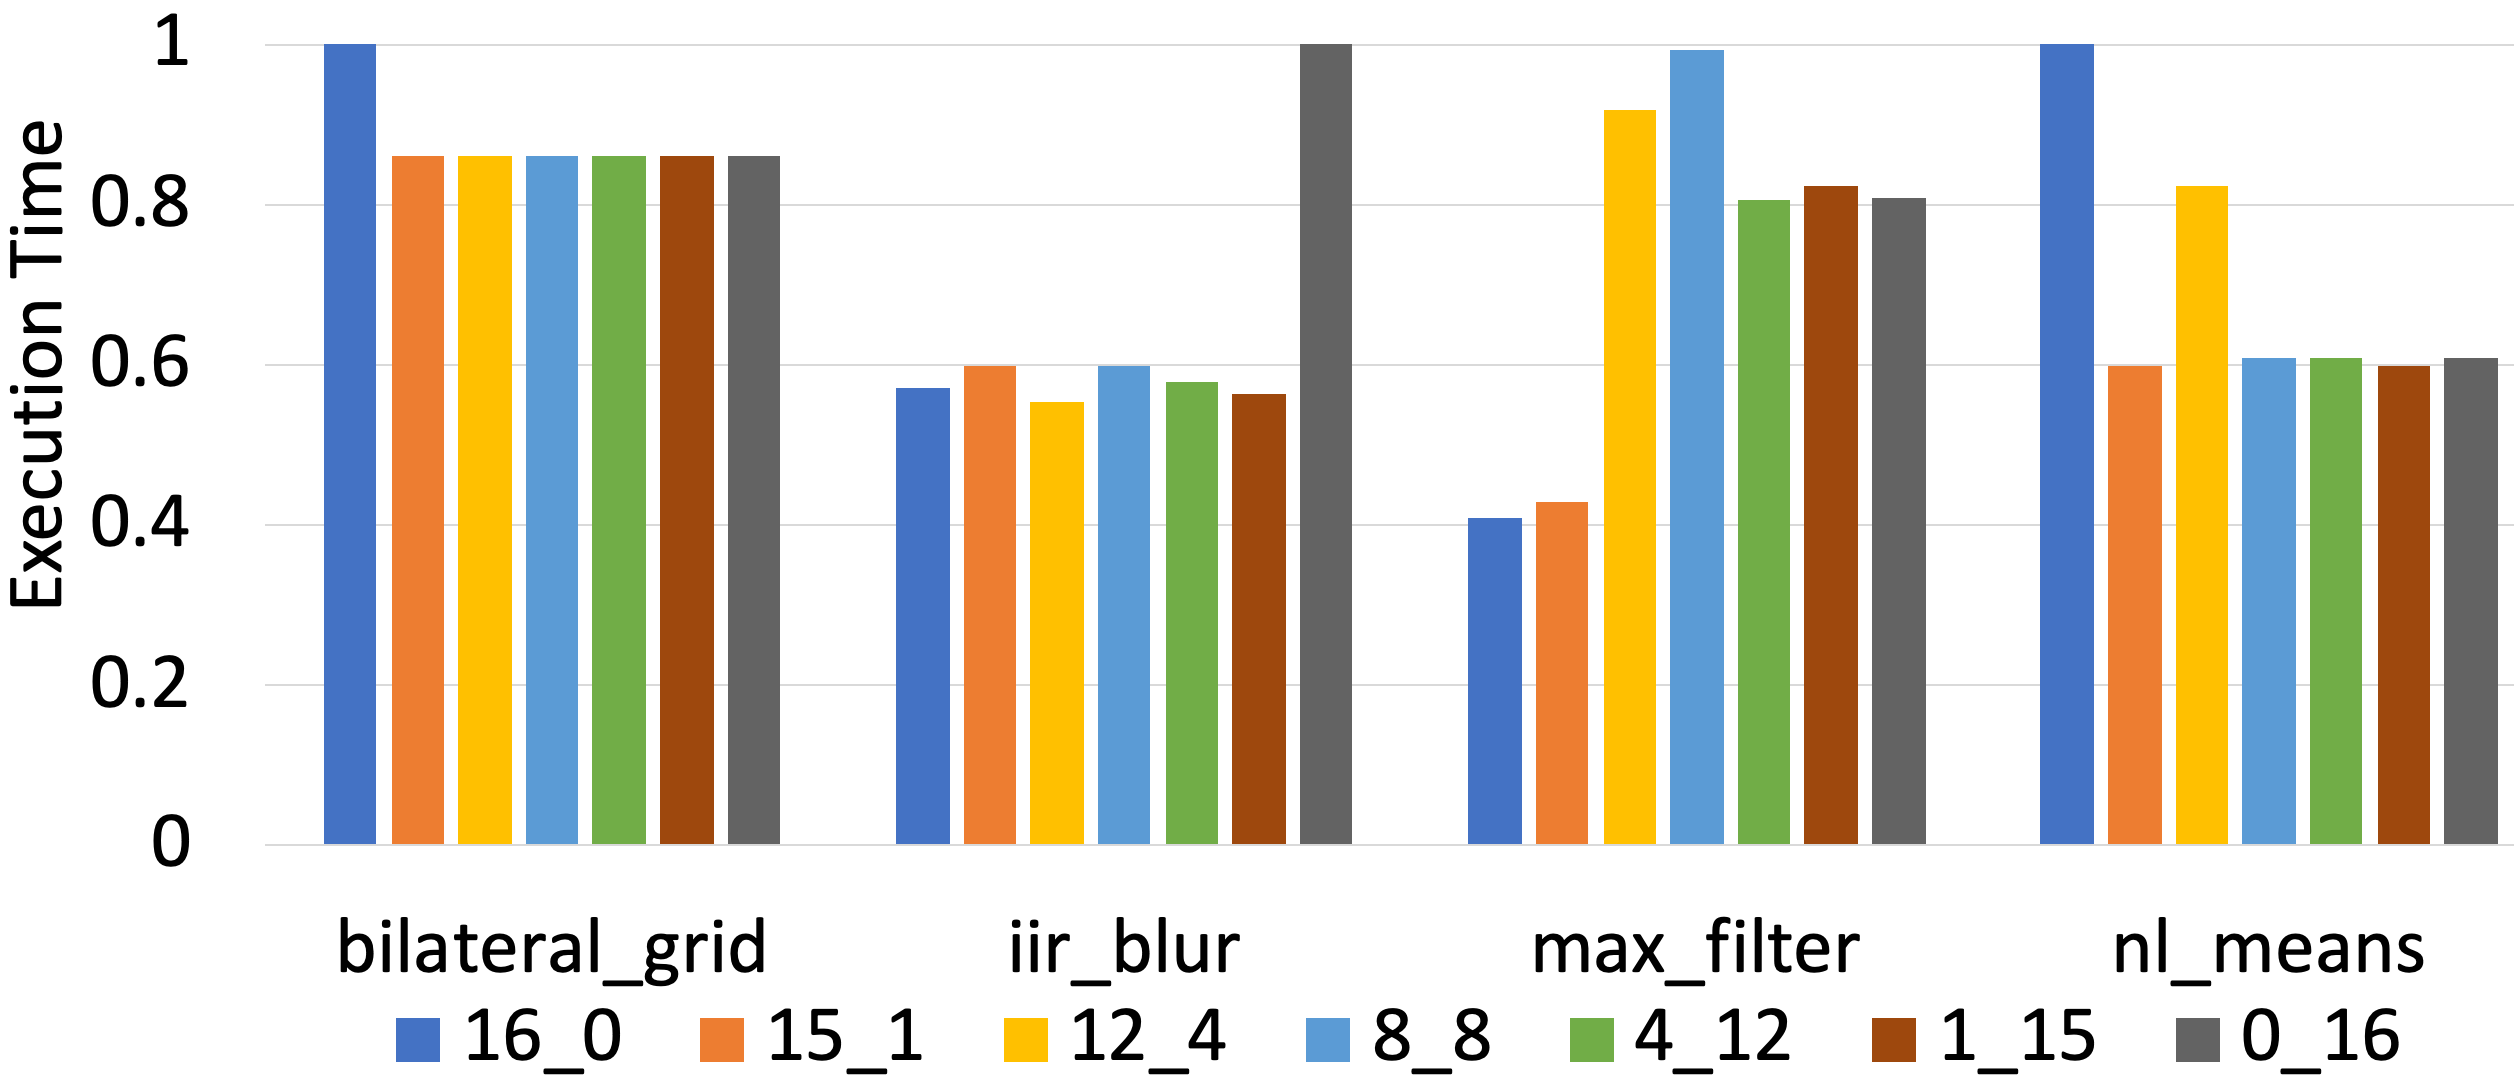 Execution Time
1
0.8
0.6
0.4
0.2
0
bilateral_grid iir_blur max_filter nl_means
16_0 15_1 12_4 8_8 4_12 1_15 0_16